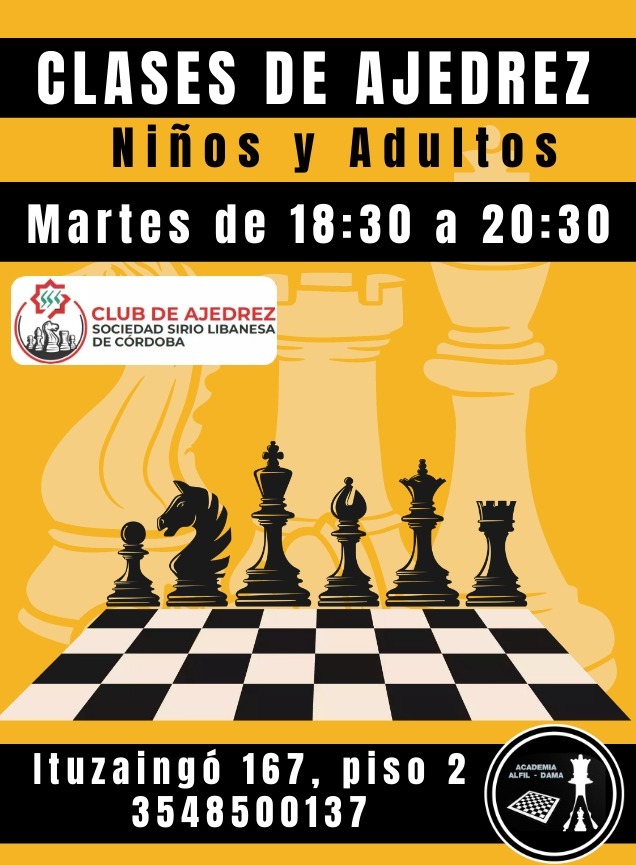 CLASES DE AJEDREZ
Niños y Adultos
Martes de 18:30 a 20:30
CLUB DE AJEDREZ
SOCIEDAD SIRIO LIBANESA
DE CÓRDOBA
Ituzaingó 167, piso 2
3548500137
ACADEMIA
ALFIL - DAMA